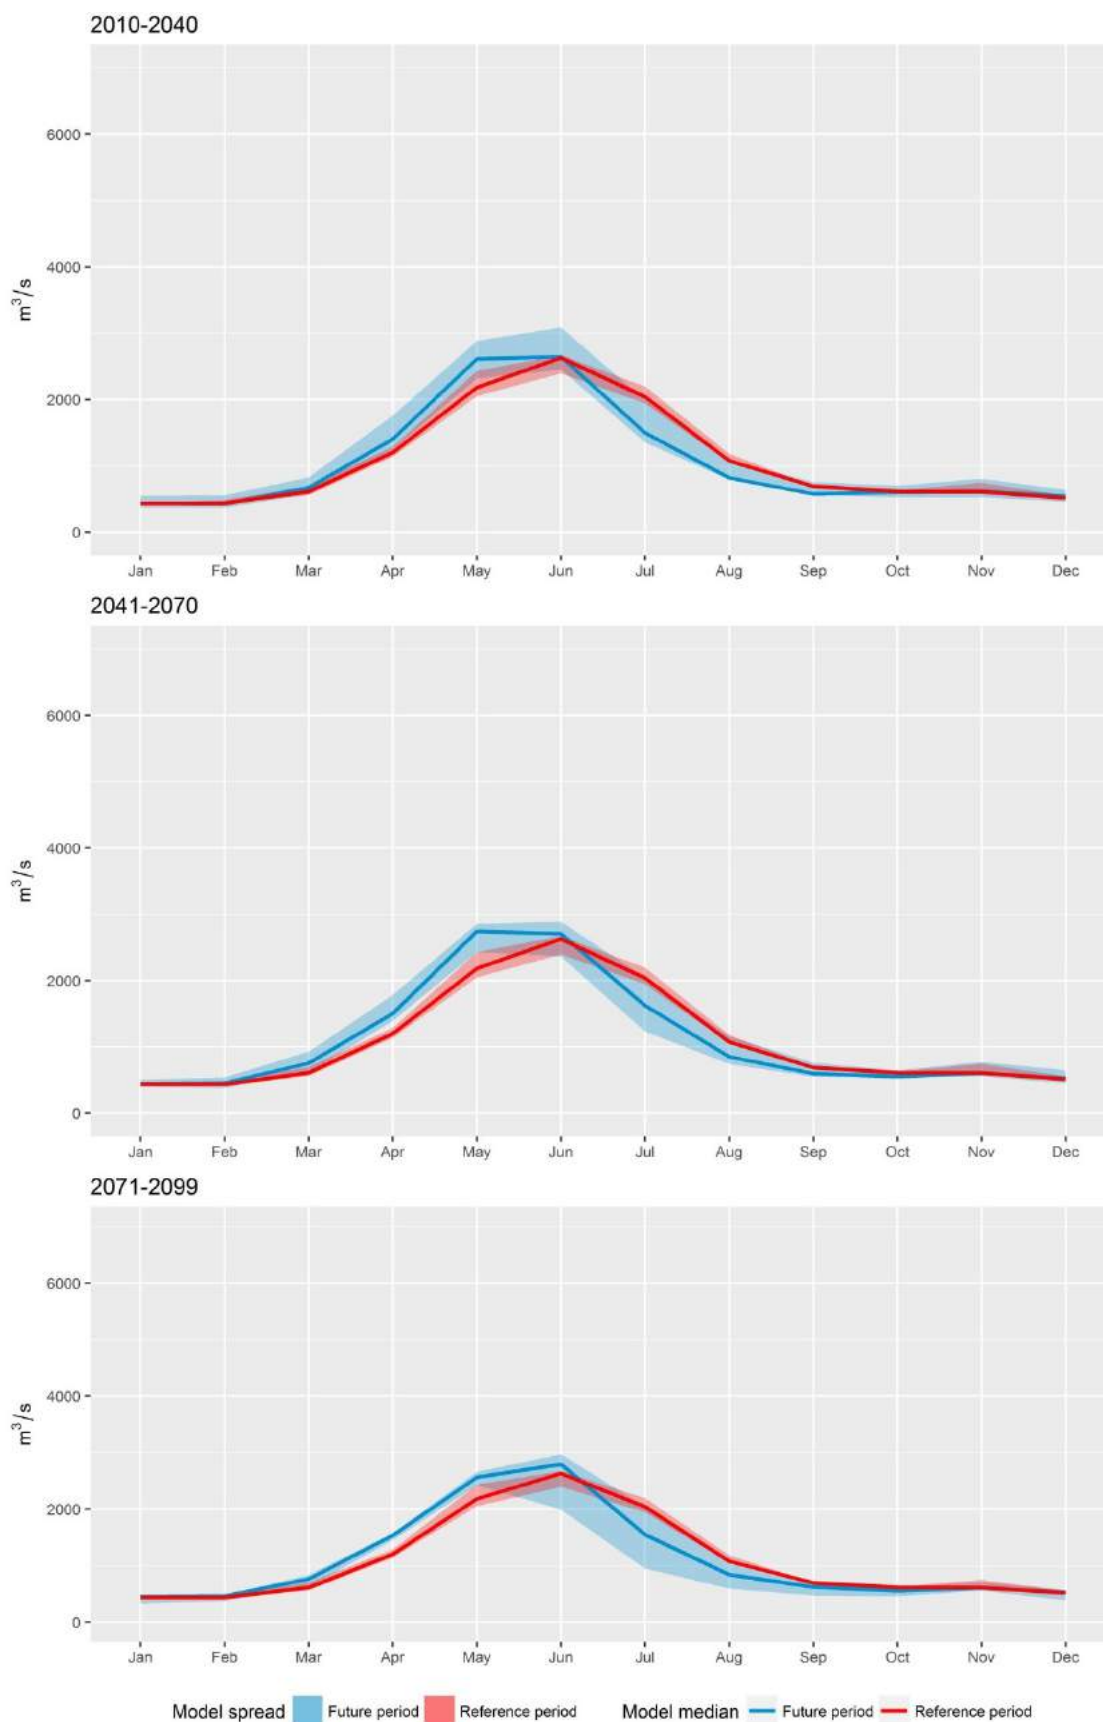 2010-2040
6000
4000
m³/s
2000
0
Jan Feb Mar Apr May Jun Jul Aug Sep Oct Nov Dec
2041-2070
6000
4000
m³/s
2000
0
Jan Feb Mar Apr May Jun Jul Aug Sep Oct Nov Dec
2071-2099
6000
4000
m³/s
2000
0
Jan Feb Mar Apr May Jun Jul Aug Sep Oct Nov Dec
Model spread Future period Reference period Model median Future period Reference period